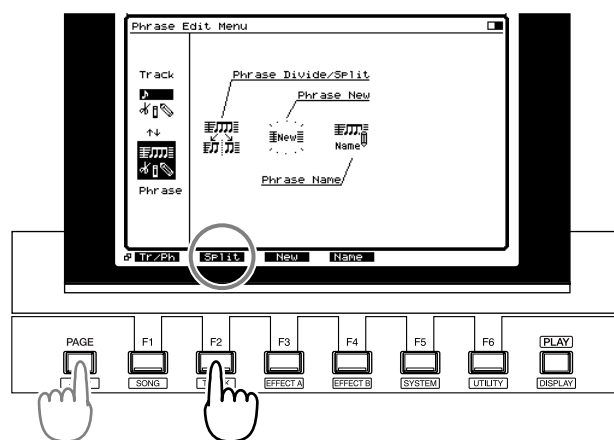 Phrase Edit Menu
Track
Phrase Divide/Split
Phrase New
↑↓
New
Name
Phrase Name
Phrase
Tr/Ph Split New Name
PAGE F1 F2 F3 F4 F5 F6 PLAY
SONG EFFECT A EFFECT B SYSTEM UTILITY DISPLAY